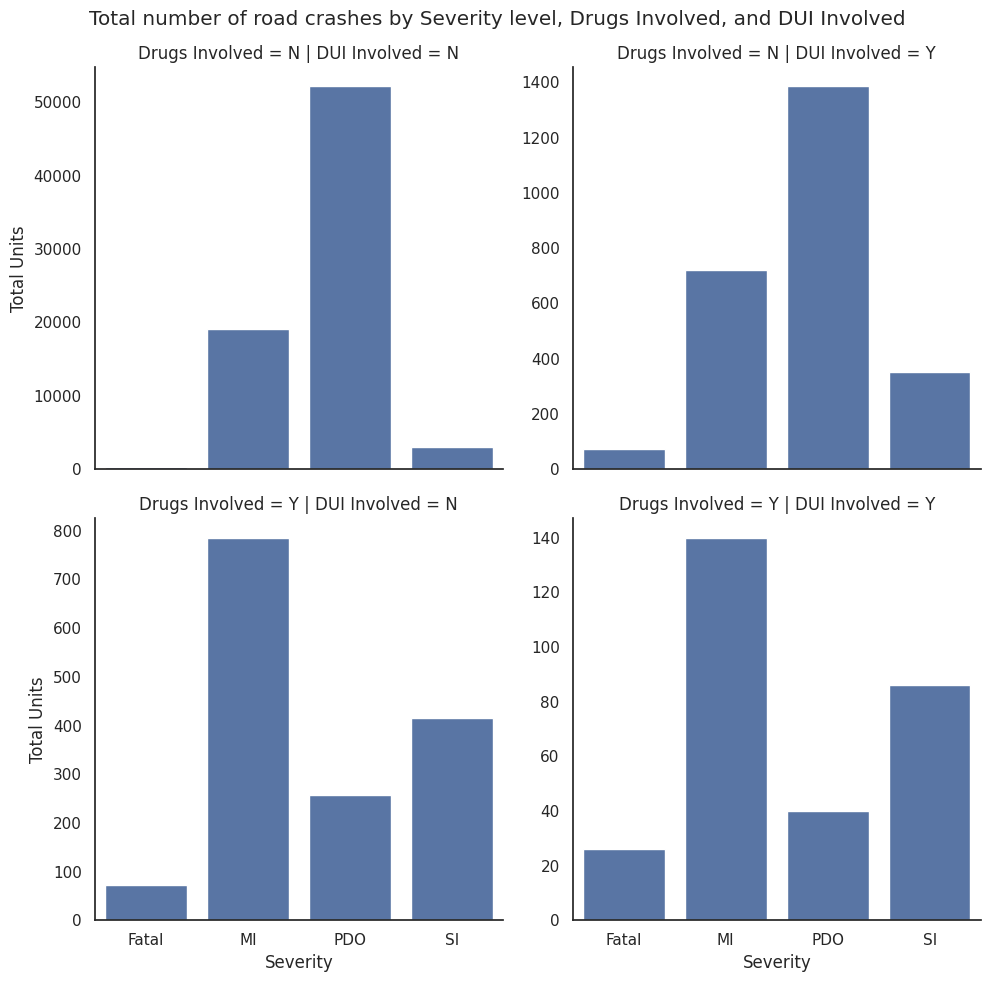 Total number of road crashes by Severity level, Drugs Involved, and DUI Involved
Drugs Involved = N | DUI Involved = N
50000
40000
30000
20000
10000
0
Total Units
Drugs Involved = N | DUI Involved = Y
1400
1200
1000
800
600
400
200
0
Drugs Involved = Y | DUI Involved = N
800
700
600
500
400
300
200
100
0
Total Units
Fatal MI PDO SI
Severity
Drugs Involved = Y | DUI Involved = Y
140
120
100
80
60
40
20
0
Fatal MI PDO SI
Severity